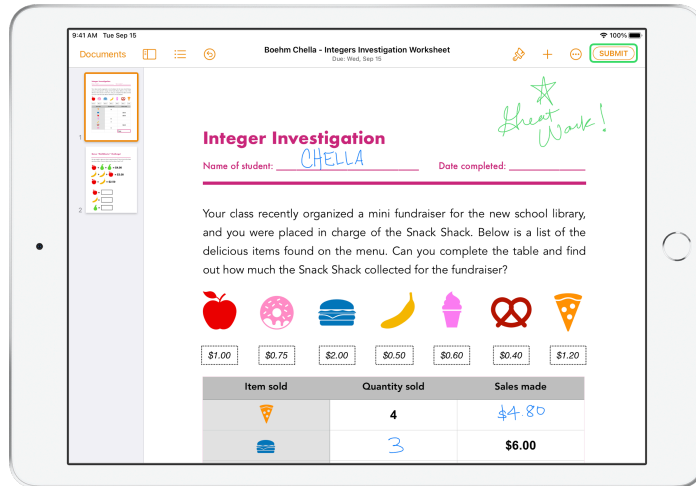 9:41 AM Tue Sep 15
100%
Documents
Boehm Chella - Integers Investigation Worksheet
Due: Wed, Sep 15
SUBMIT
1
2
Great
Work!
Integer Investigation
Name of student: CHELLA Date completed:
Your class recently organized a mini fundraiser for the new school library,
and you were placed in charge of the Snack Shack. Below is a list of the
delicious items found on the menu. Can you complete the table and find
out how much the Snack Shack collected for the fundraiser?
$1.00 $0.75 $2.00 $0.50 $0.60 $0.40 $1.20
Item sold Quantity sold Sales made
4 $4.80
3 $6.00